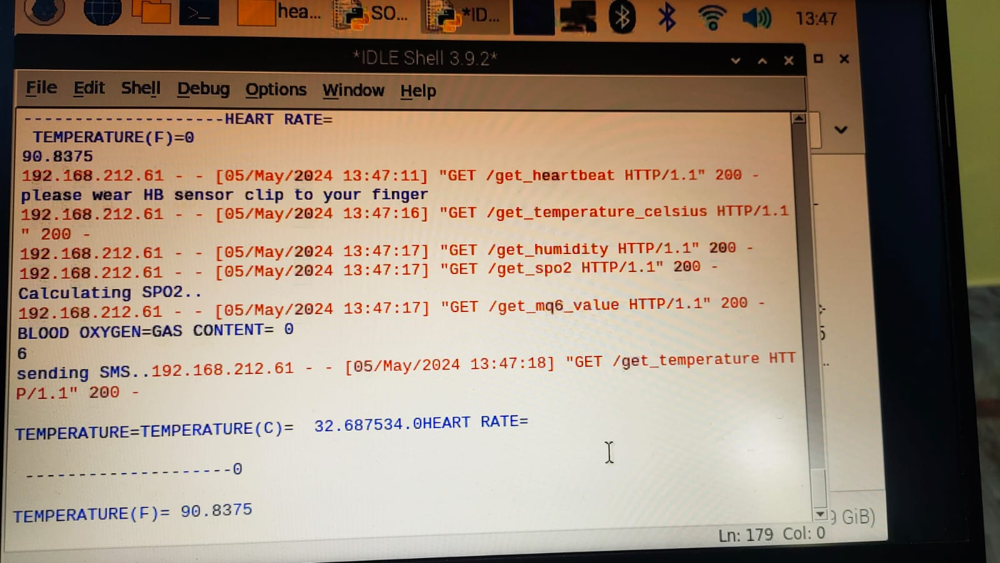 hea... SO... *ID... 13:47
*IDLE Shell 3.9.2*
File Edit Shell Debug Options Window Help
--------------------HEART RATE=
TEMPERATURE(F)=0
90.8375
192.168.212.61 - - [05/May/2024 13:47:11] "GET /get_heartbeat HTTP/1.1" 200 -
please wear HB sensor clip to your finger
192.168.212.61 - - [05/May/2024 13:47:16] "GET /get_temperature_celsius HTTP/1.1
" 200 -
192.168.212.61 - - [05/May/2024 13:47:17] "GET /get_humidity HTTP/1.1" 200 -
192.168.212.61 - - [05/May/2024 13:47:17] "GET /get_spo2 HTTP/1.1" 200 -
Calculating SPO2..
192.168.212.61 - - [05/May/2024 13:47:17] "GET /get_mq6_value HTTP/1.1" 200 -
BLOOD OXYGEN=GAS CONTENT= 0
6
sending SMS..192.168.212.61 - - [05/May/2024 13:47:18] "GET /get_temperature HTT
P/1.1" 200 -
TEMPERATURE=TEMPERATURE(C)=  32.687534.0HEART RATE=
--------------------0
TEMPERATURE(F)= 90.8375
9 GiB)
Ln: 179 Col: 0